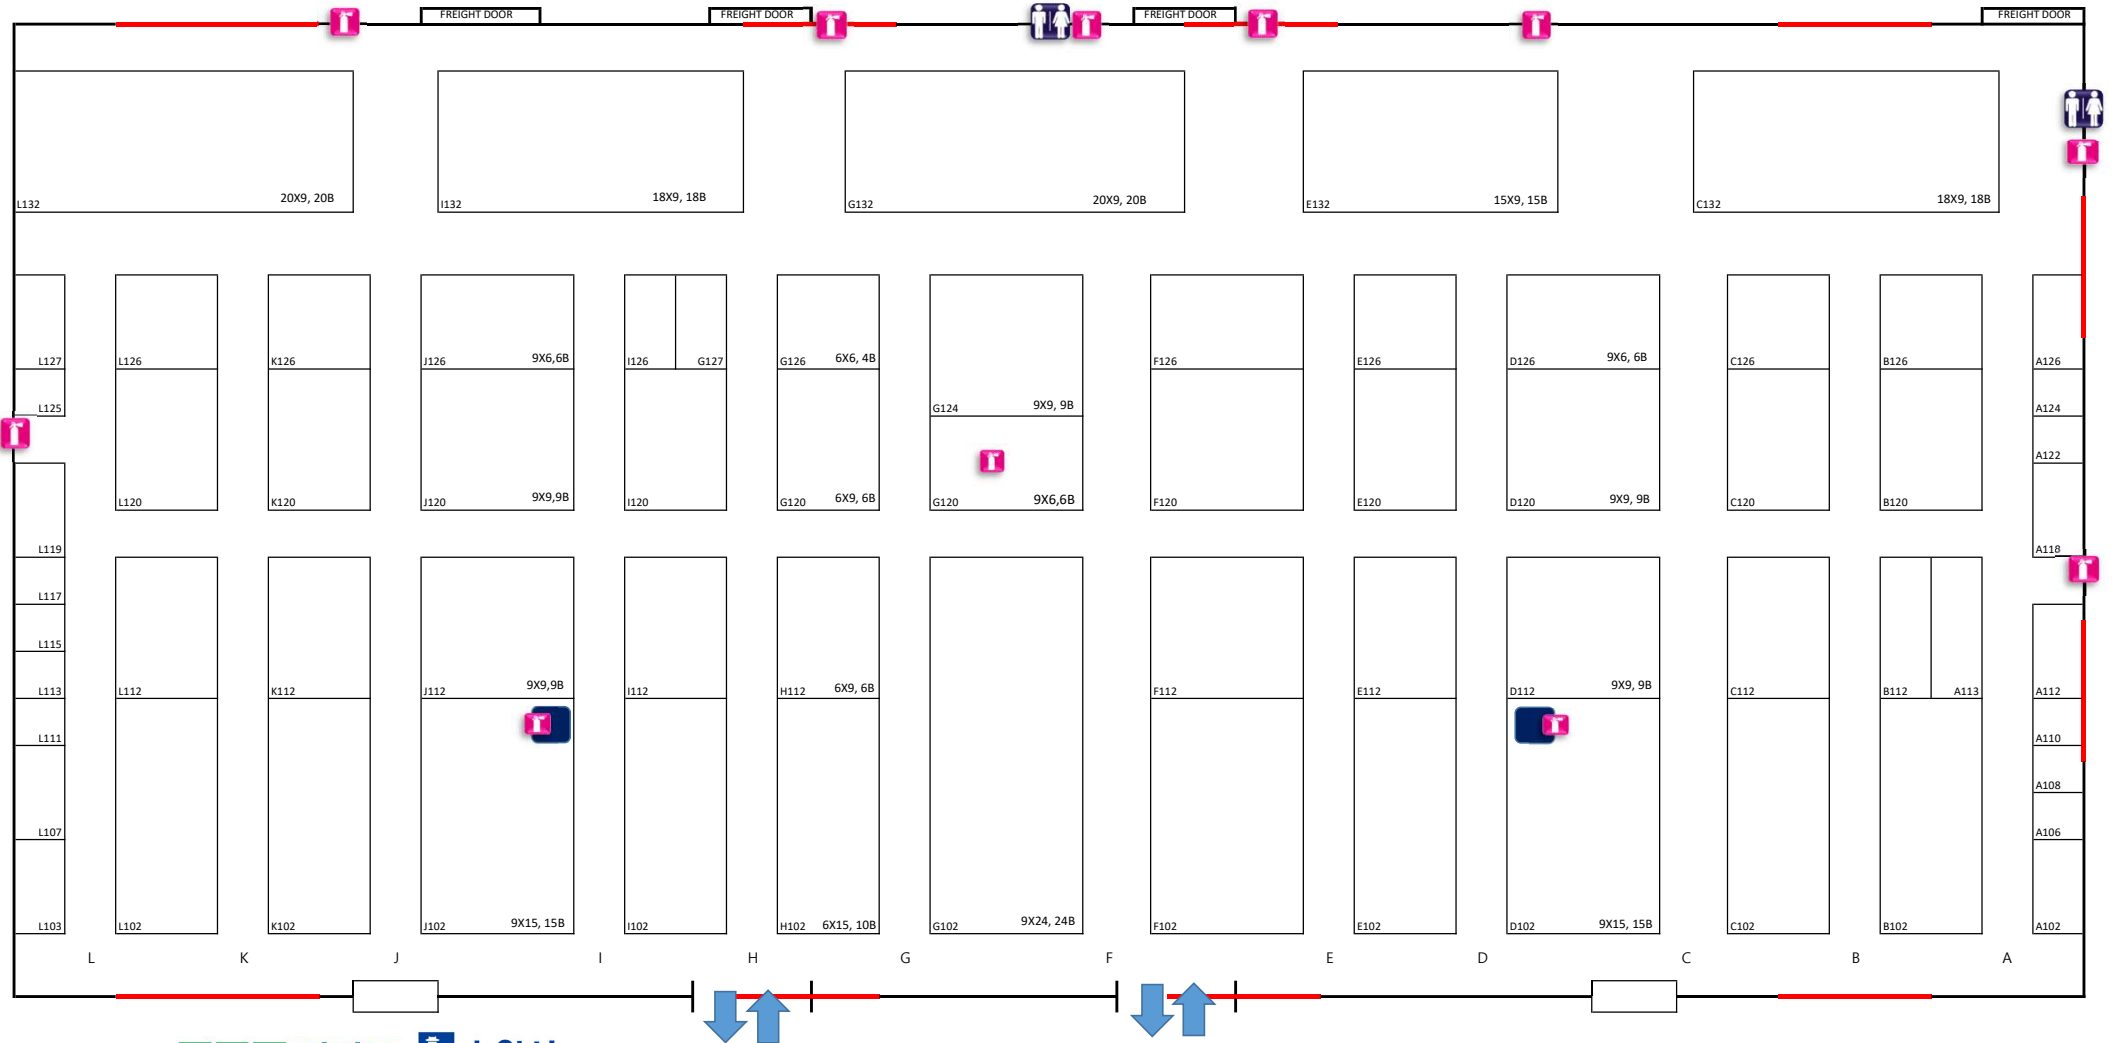 FREIGHT DOOR FREIGHT DOOR FREIGHT DOOR FREIGHT DOOR
L132 20X9, 20B I132 18X9, 18B G132 20X9, 20B E132 15X9, 15B C132 18X9, 18B
L127 L126 K126 J126 9X6,6B I126 G127 G126 6X6, 4B F126 E126 D126 9X6, 6B C126 B126 A126
L125 G124 9X9, 9B A124
A122
L120 K120 J120 9X9,9B I120 G120 6X9, 6B G120 9X6,6B F120 E120 D120 9X9, 9B C120 B120
L119 A118
L117
L115
L113 L112 K112 J112 9X9,9B I112 H112 6X9, 6B F112 E112 D112 9X9, 9B C112 B112 A113 A112
L111 A110
A108
L107 A106
L103 L102 K102 J102 9X15, 15B I102 H102 6X15, 10B G102 9X24, 24B F102 E102 D102 9X15, 15B C102 B102 A102
L K J I H G F E D C B A